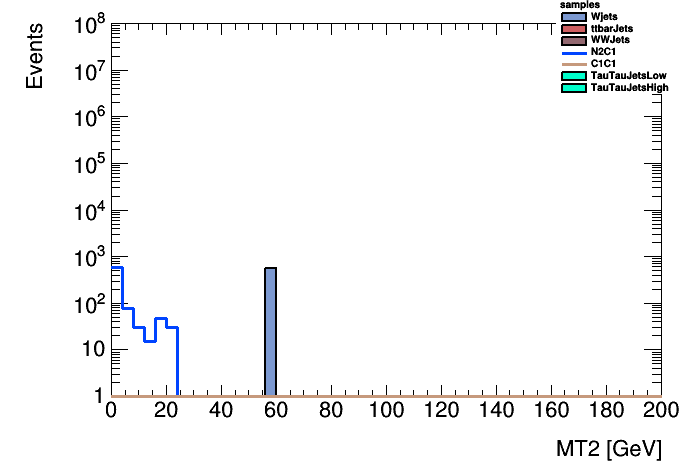 samples
Wjets
ttbarJets
WWJets
N2C1
C1C1
TauTauJetsLow
TauTauJetsHigh
Events
10^8
10^7
10^6
10^5
10^4
10^3
10^2
10
1
0 20 40 60 80 100 120 140 160 180 200
MT2 [GeV]